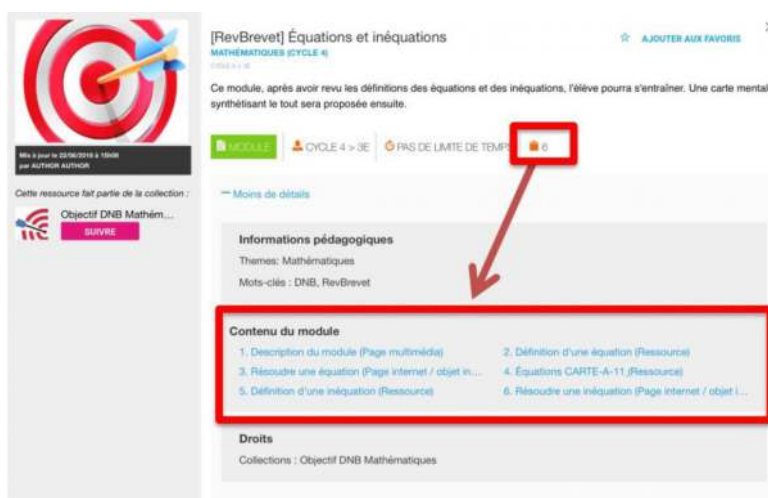 [RevBrevet] Équations et inéquations
☆ AJOUTER AUX FAVORIS
MATHÉMATIQUES (CYCLE 4)
CYCLE 4 > 3E
Ce module, après avoir revu les définitions des équations et des inéquations, l'élève pourra s'entraîner. Une carte mental
synthétisant le tout sera proposée ensuite.
Mis à jour le 22/06/2018 à 15h08
par AUTHOR AUTHOR
MODULE
CYCLE 4 > 3E
PAS DE LIMITE DE TEMPS
6
Cette ressource fait partie de la collection :
Objectif DNB Mathém...
SUIVRE
Moins de détails
Informations pédagogiques
Themes: Mathématiques
Mots-clés : DNB, RevBrevet
Contenu du module
1. Description du module (Page multimédia)
2. Définition d'une équation (Ressource)
3. Résoudre une équation (Page internet / objet in...
4. Équations CARTE-A-11 (Ressource)
5. Définition d'une inéquation (Ressource)
6. Résoudre une inéquation (Page internet / objet i...
Droits
Collections : Objectif DNB Mathématiques